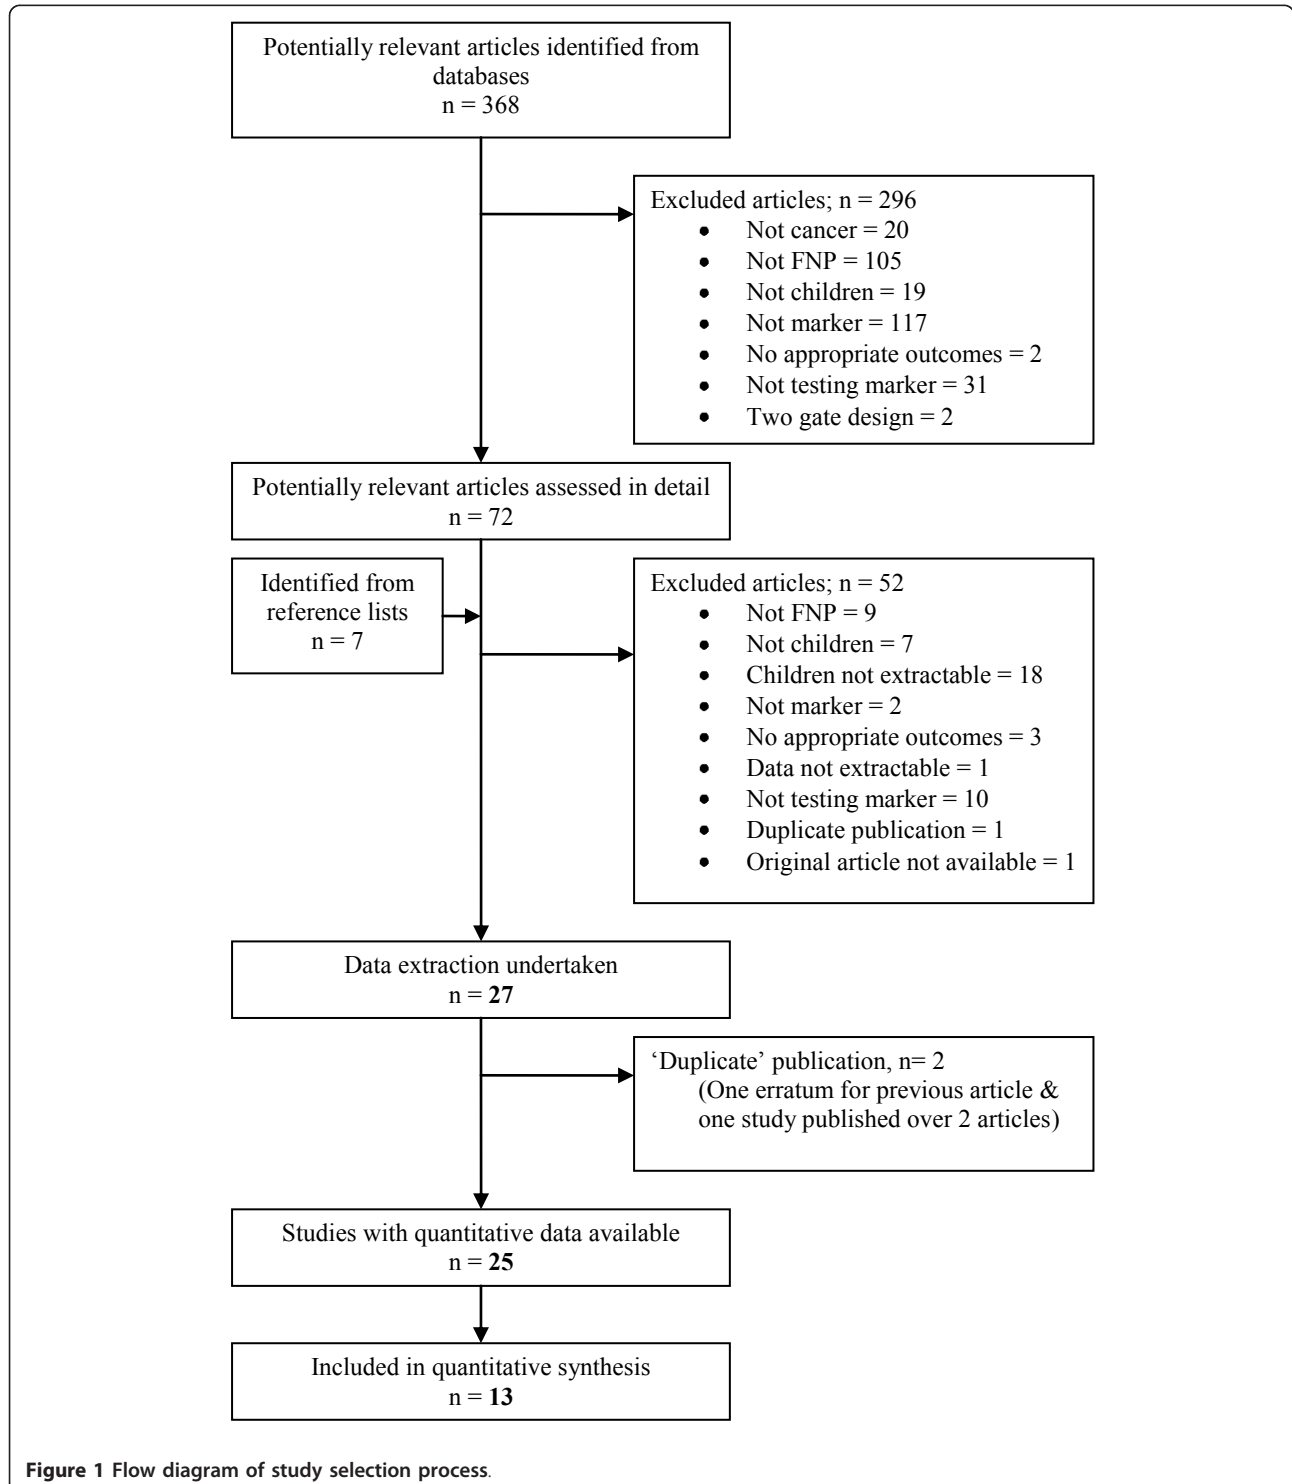 Potentially relevant articles identified from
databases
n = 368
Excluded articles; n = 296
• Not cancer = 20
• Not FNP = 105
• Not children = 19
• Not marker = 117
• No appropriate outcomes = 2
• Not testing marker = 31
• Two gate design = 2
Potentially relevant articles assessed in detail
n = 72
Identified from
reference lists
n = 7
Excluded articles; n = 52
• Not FNP = 9
• Not children = 7
• Children not extractable = 18
• Not marker = 2
• No appropriate outcomes = 3
• Data not extractable = 1
• Not testing marker = 10
• Duplicate publication = 1
• Original article not available = 1
Data extraction undertaken
n = 27
‘Duplicate’ publication, n= 2
(One erratum for previous article &
one study published over 2 articles)
Studies with quantitative data available
n = 25
Included in quantitative synthesis
n = 13
Figure 1 Flow diagram of study selection process.